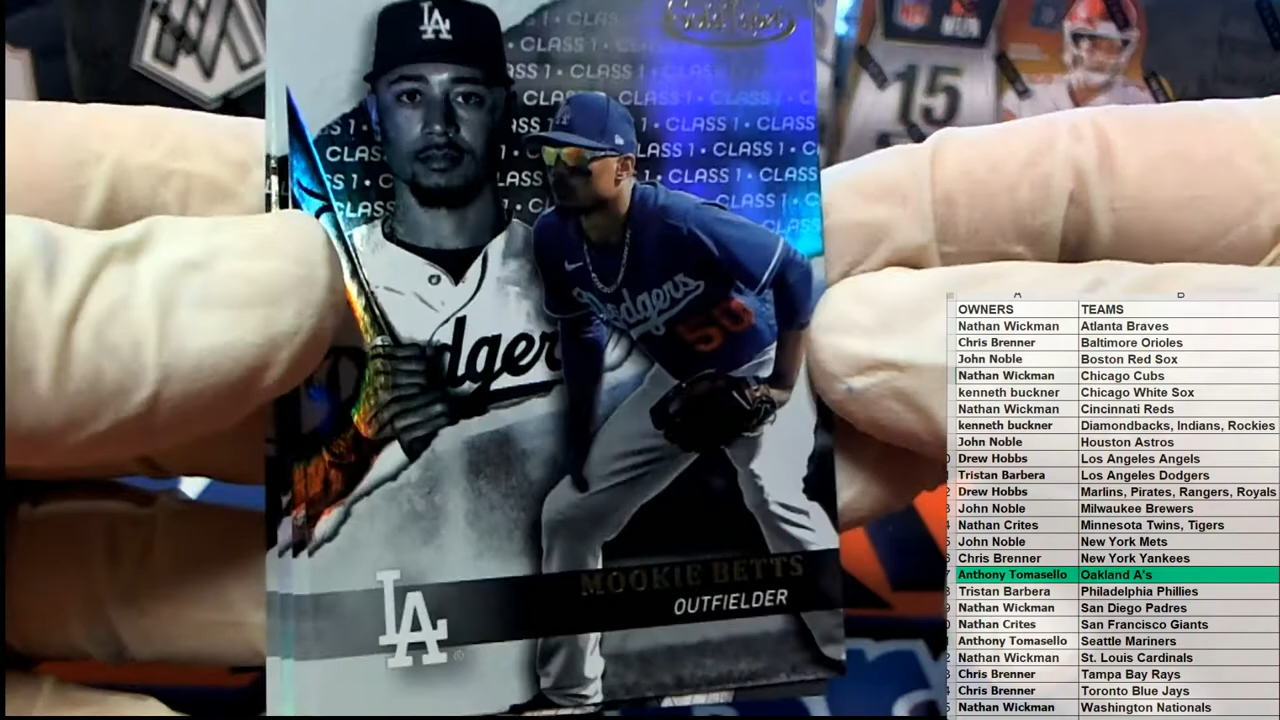 LA
Gold Label
CLASS 1 • CLASS 1 • CLASS 1
Dodgers
Dodgers
50
MOOKIE BETTS
OUTFIELDER
LA
15
OWNERS TEAMS
Nathan Wickman Atlanta Braves
Chris Brenner Baltimore Orioles
John Noble Boston Red Sox
Nathan Wickman Chicago Cubs
kenneth buckner Chicago White Sox
Nathan Wickman Cincinnati Reds
kenneth buckner Diamondbacks, Indians, Rockies
John Noble Houston Astros
Drew Hobbs Los Angeles Angels
Tristan Barbera Los Angeles Dodgers
Drew Hobbs Marlins, Pirates, Rangers, Royals
John Noble Milwaukee Brewers
Nathan Crites Minnesota Twins, Tigers
John Noble New York Mets
Chris Brenner New York Yankees
Anthony Tomasello Oakland A's
Tristan Barbera Philadelphia Phillies
Nathan Wickman San Diego Padres
Nathan Crites San Francisco Giants
Anthony Tomasello Seattle Mariners
Nathan Wickman St. Louis Cardinals
Chris Brenner Tampa Bay Rays
Chris Brenner Toronto Blue Jays
Nathan Wickman Washington Nationals